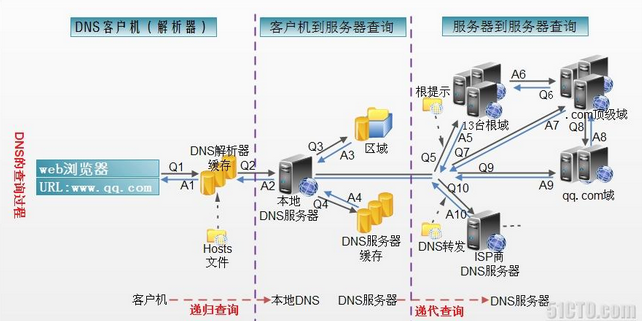 DNS客户机（解析器）
客户机到服务器查询
服务器到服务器查询
DNS的查询过程
web浏览器
URL:www.qq.com
Q1
A1
DNS解析器
缓存
Hosts
文件
Q2
A2
本地
DNS服务器
Q3
A3
区域
Q4
A4
DNS服务器
缓存
根提示
13台根域
Q5
A5
A6
Q6
.com顶级域
Q7
A7
Q8
A8
Q9
A9
qq.com域
Q10
A10
DNS转发
ISP商
DNS服务器
客户机
递归查询
本地DNS
DNS服务器
迭代查询
DNS服务器
51CTO.com